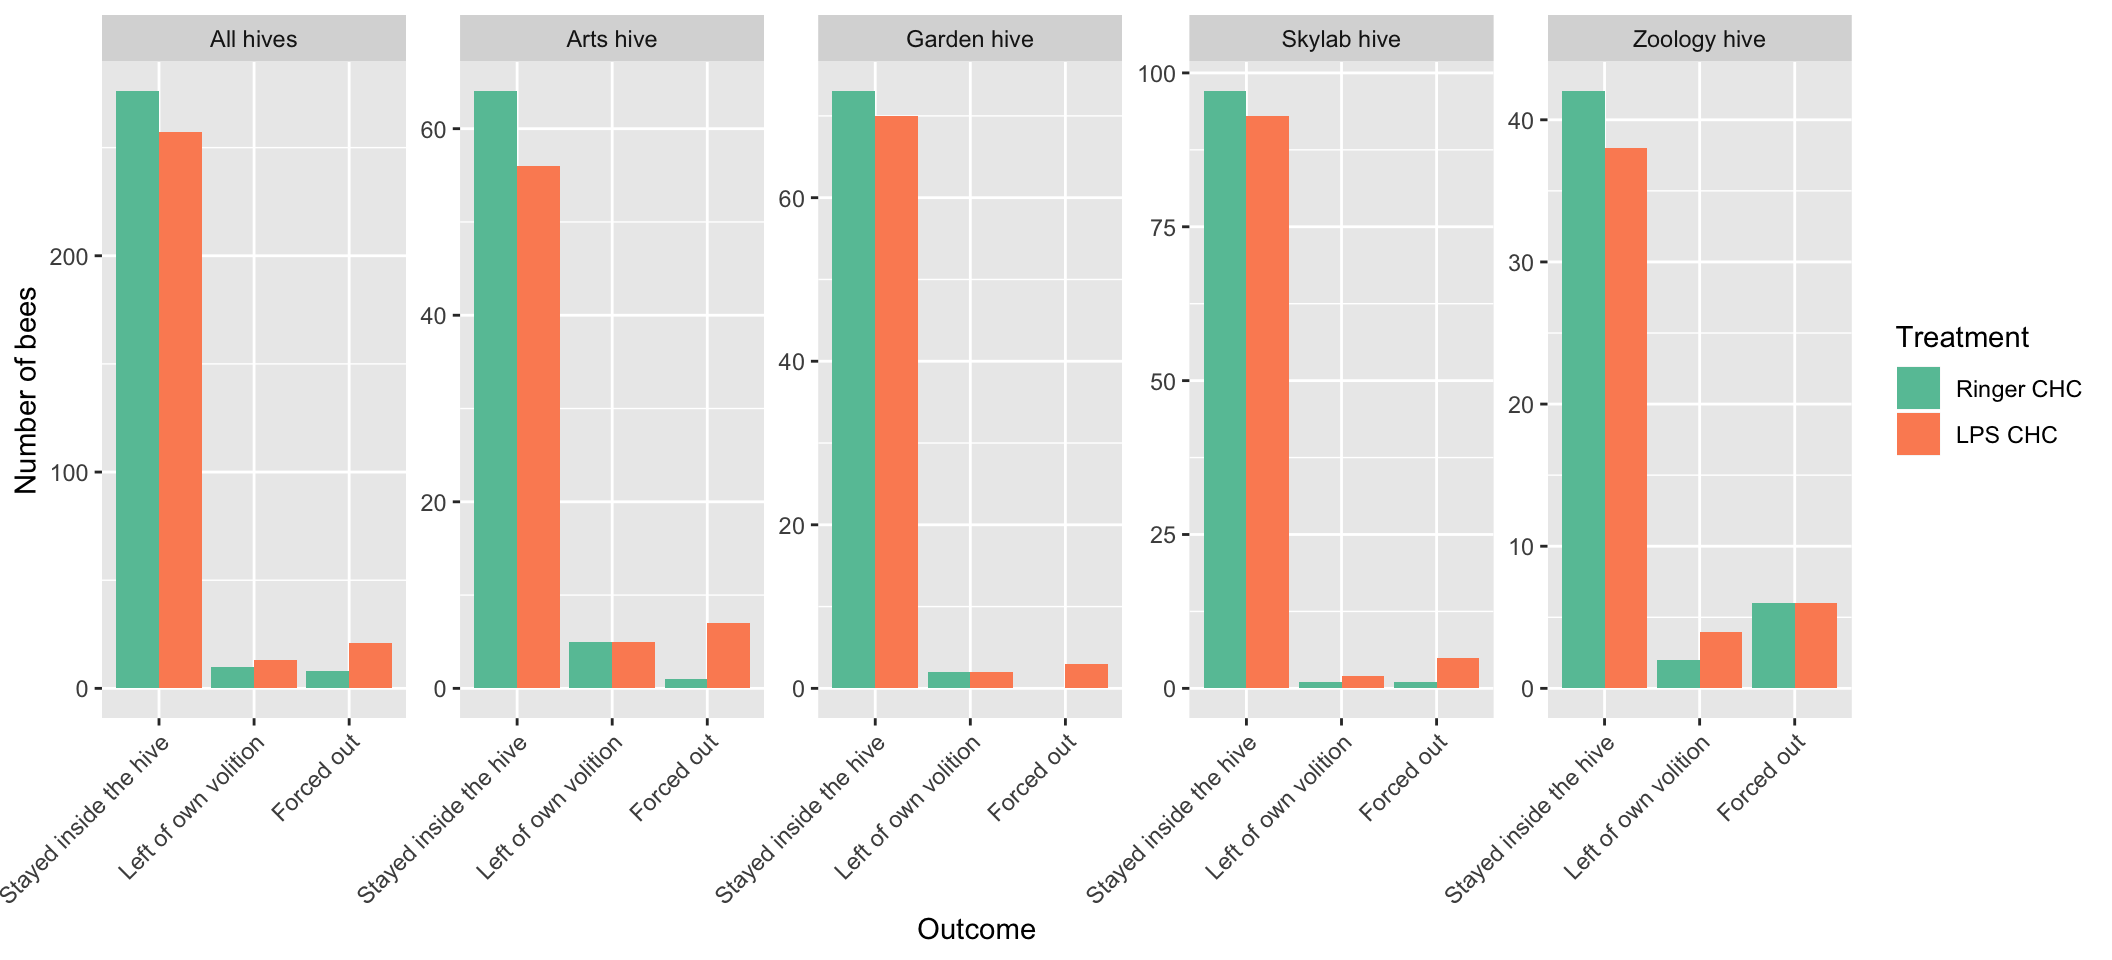 All hives
Arts hive
Garden hive
Skylab hive
Zoology hive
Number of bees
200
100
0
60
40
20
0
60
40
20
0
100
75
50
25
0
40
30
20
10
0
Stayed inside the hive
Left of own volition
Forced out
Stayed inside the hive
Left of own volition
Forced out
Stayed inside the hive
Left of own volition
Forced out
Stayed inside the hive
Left of own volition
Forced out
Stayed inside the hive
Left of own volition
Forced out
Outcome
Treatment
Ringer CHC
LPS CHC